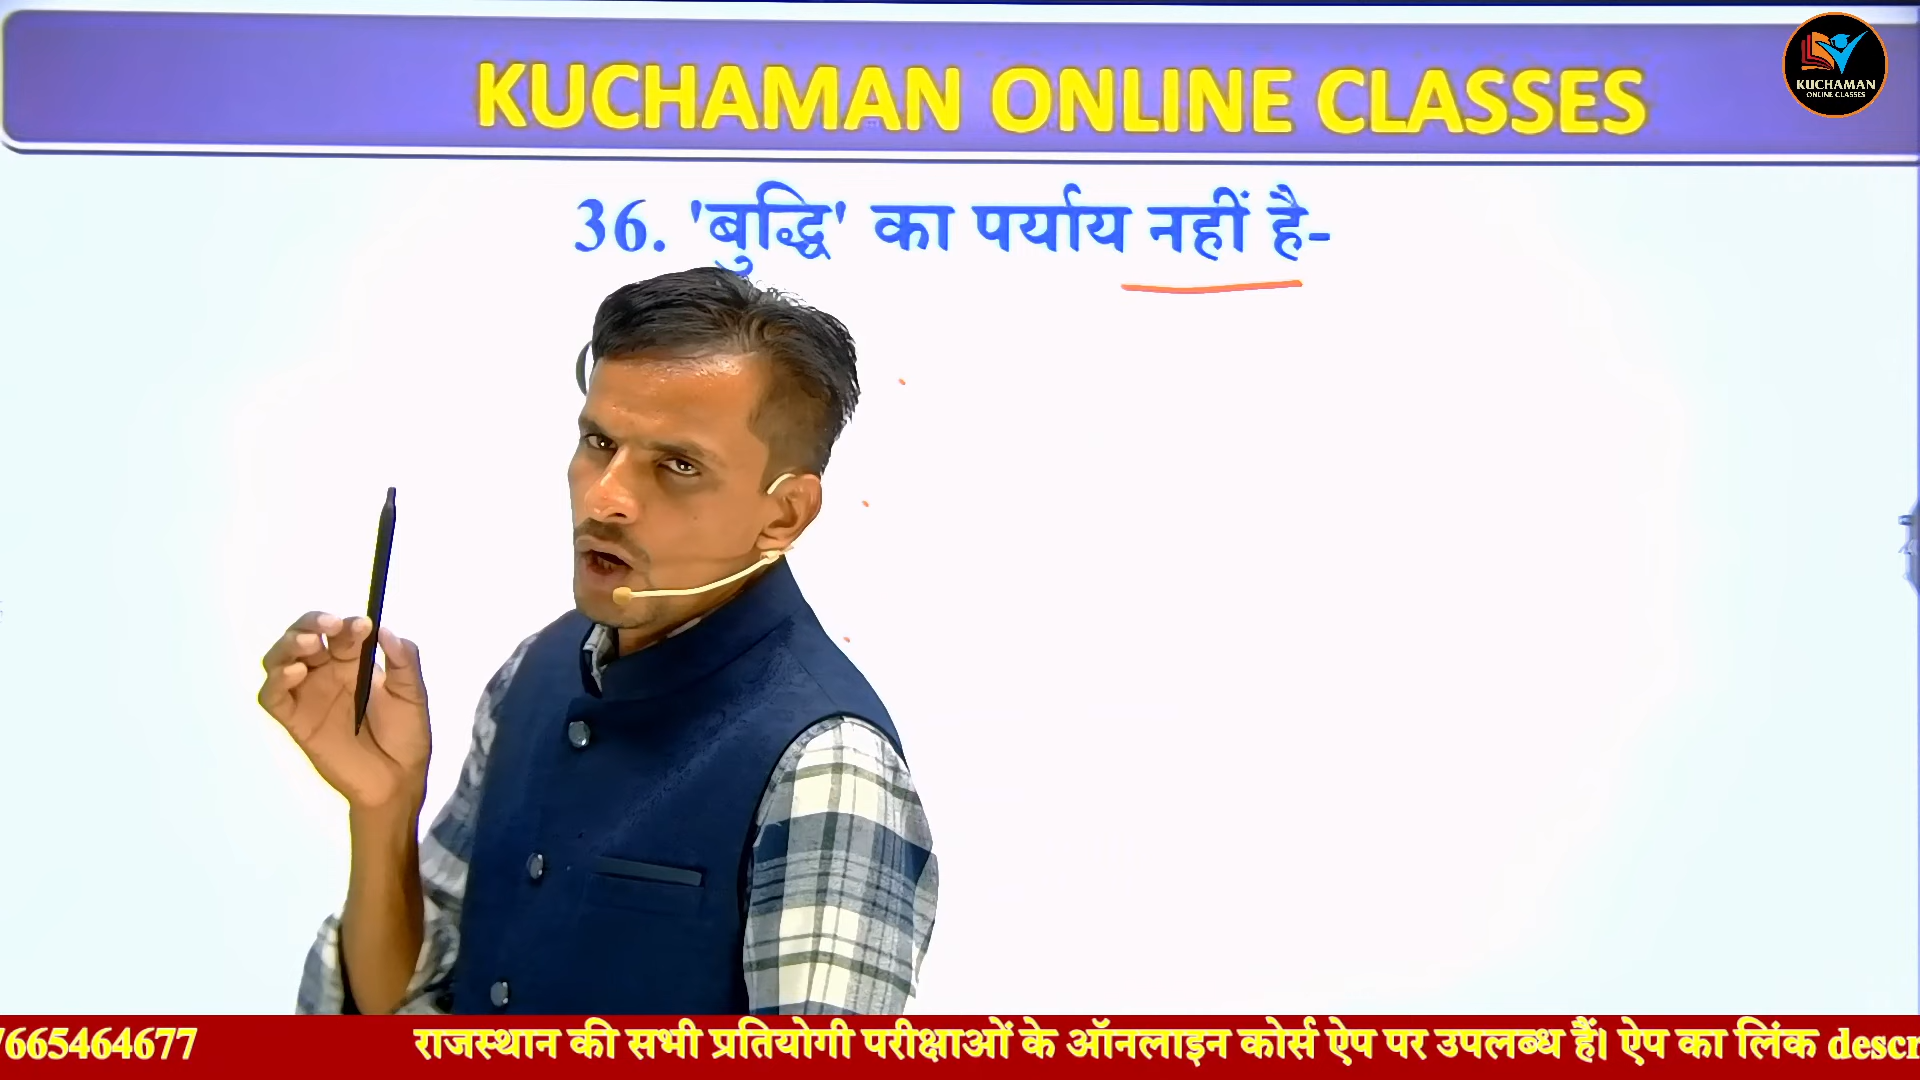 KUCHAMAN ONLINE CLASSES
KUCHAMAN
ONLINE CLASSES
36. 'बुद्धि' का पर्याय नहीं है-
7665464677 राजस्थान की सभी प्रतियोगी परीक्षाओं के ऑनलाइन कोर्स ऐप पर उपलब्ध हैं। ऐप का लिंक descr